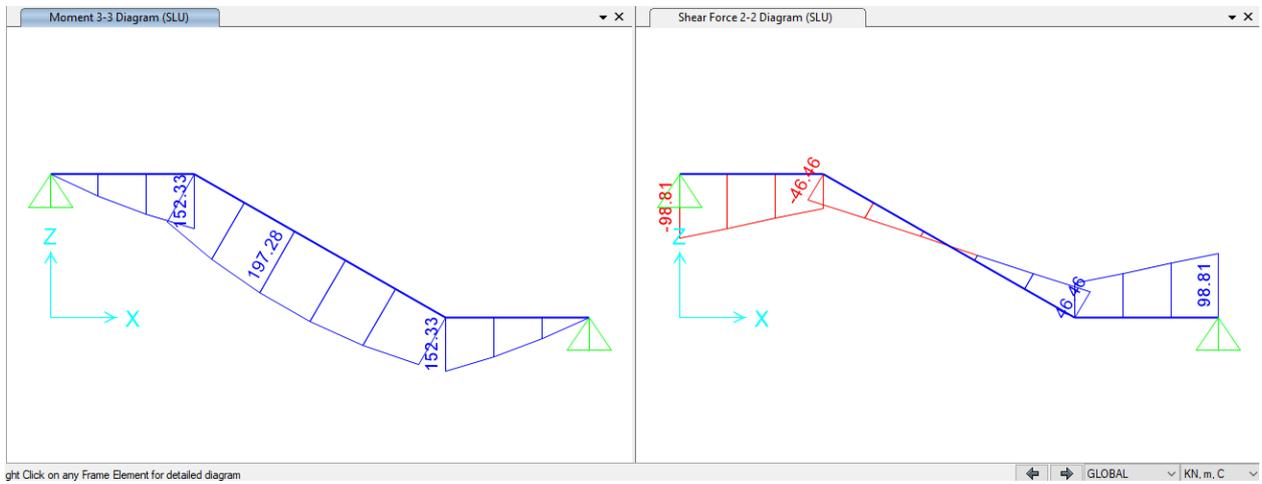 Moment 3-3 Diagram (SLU)
Shear Force 2-2 Diagram (SLU)
152.33
197.28
152.33
Z
X
-98.81
-46.46
46.46
98.81
Z
X
ght Click on any Frame Element for detailed diagram
GLOBAL
KN, m, C